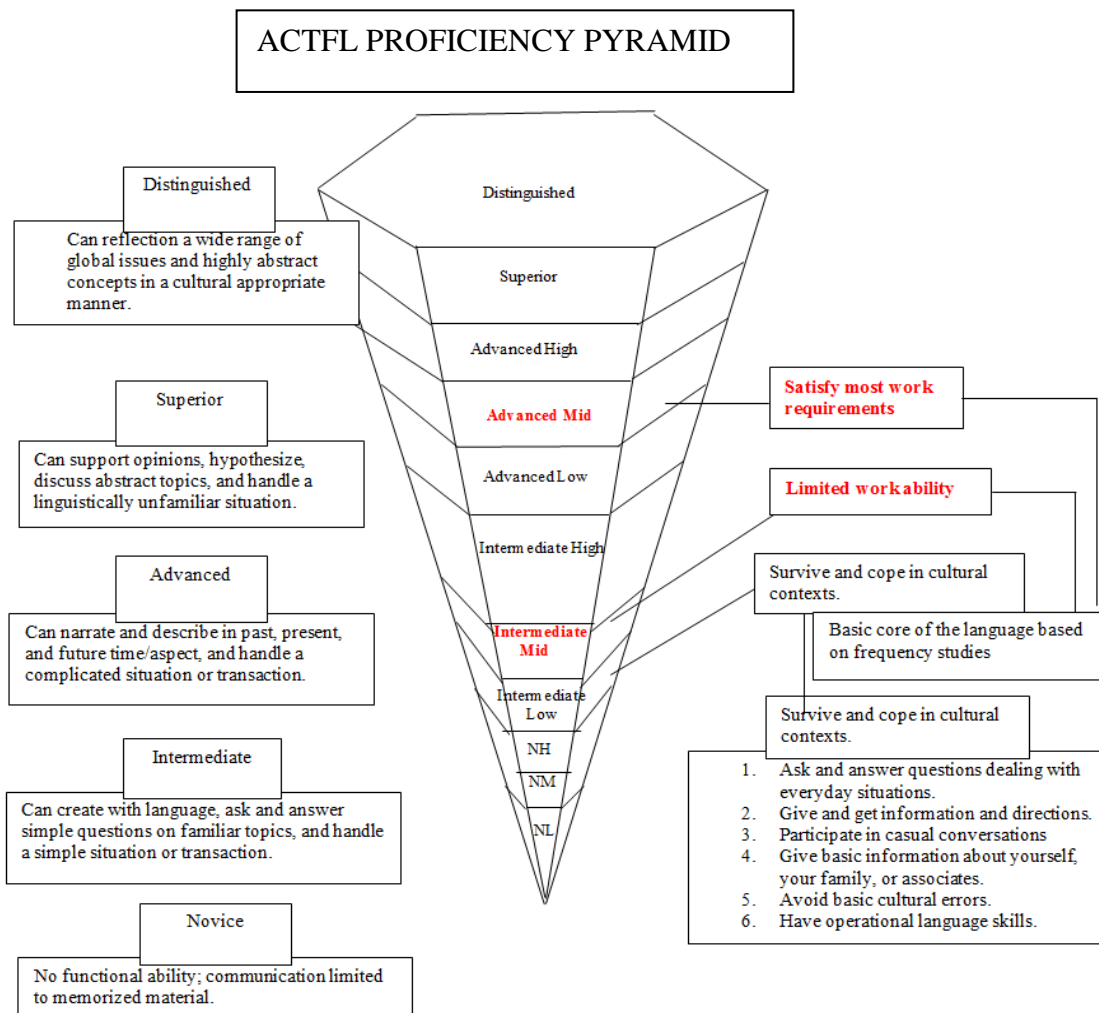 ACTFL PROFICIENCY PYRAMID
Distinguished
Can reflection a wide range of
global issues and highly abstract
concepts in a cultural appropriate
manner.
Superior
Can support opinions, hypothesize,
discuss abstract topics, and handle a
linguistically unfamiliar situation.
Advanced
Can narrate and describe in past, present,
and future time/aspect, and handle a
complicated situation or transaction.
Intermediate
Can create with language, ask and answer
simple questions on familiar topics, and handle
a simple situation or transaction.
Novice
No functional ability; communication limited
to memorized material.
Distinguished
Superior
Advanced High
Advanced Mid
Advanced Low
Intermediate High
Intermediate
Mid
Intermediate
Low
NH
NM
NL
Satisfy most work
requirements
Limited workability
Survive and cope in cultural
contexts.
Basic core of the language based
on frequency studies
Survive and cope in cultural
contexts.
1. Ask and answer questions dealing with
everyday situations.
2. Give and get information and directions.
3. Participate in casual conversations
4. Give basic information about yourself,
your family, or associates.
5. Avoid basic cultural errors.
6. Have operational language skills.